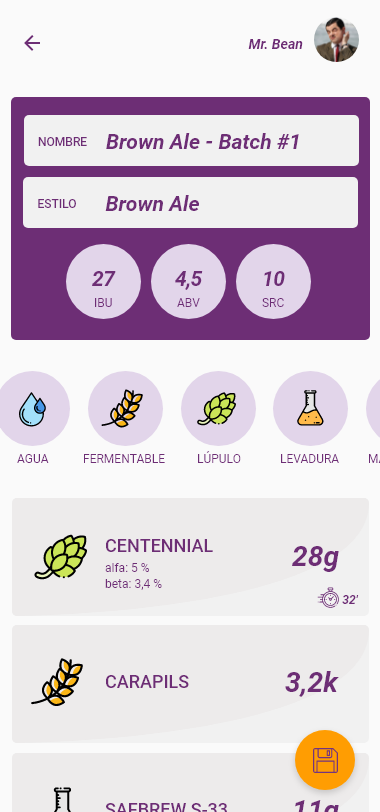 Mr. Bean
NOMBRE Brown Ale - Batch #1
ESTILO Brown Ale
27 4,5 10
IBU ABV SRC
AGUA FERMENTABLE LÚPULO LEVADURA
CENTENNIAL
alfa: 5 %
beta: 3,4 %
28g
32'
CARAPILS 3,2k
SAFBREW S-33 11g